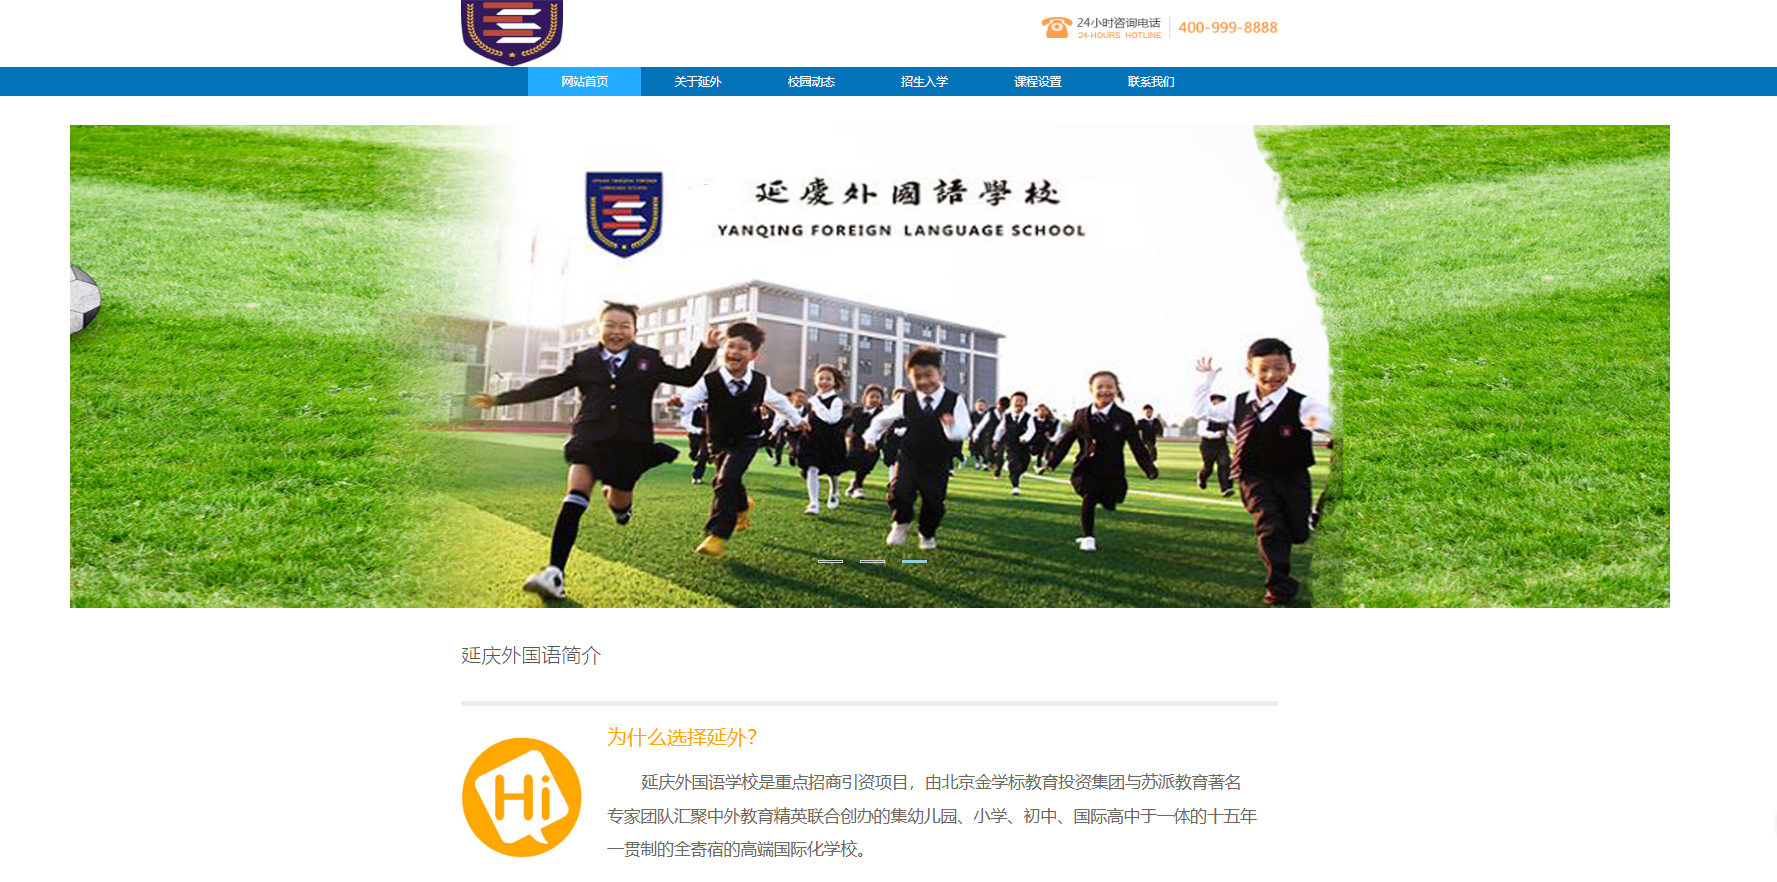 24小时咨询电话
24-HOURS HOTLINE
400-999-8888
网站首页 关于延外 校园动态 招生入学 课程设置 联系我们
延慶外國語學校
YANQING FOREIGN LANGUAGE SCHOOL
延庆外国语简介
为什么选择延外?
Hi
延庆外国语学校是重点招商引资项目，由北京金学标教育投资集团与苏派教育著名
专家团队汇聚中外教育精英联合创办的集幼儿园、小学、初中、国际高中于一体的十五年
一贯制的全寄宿的高端国际化学校。